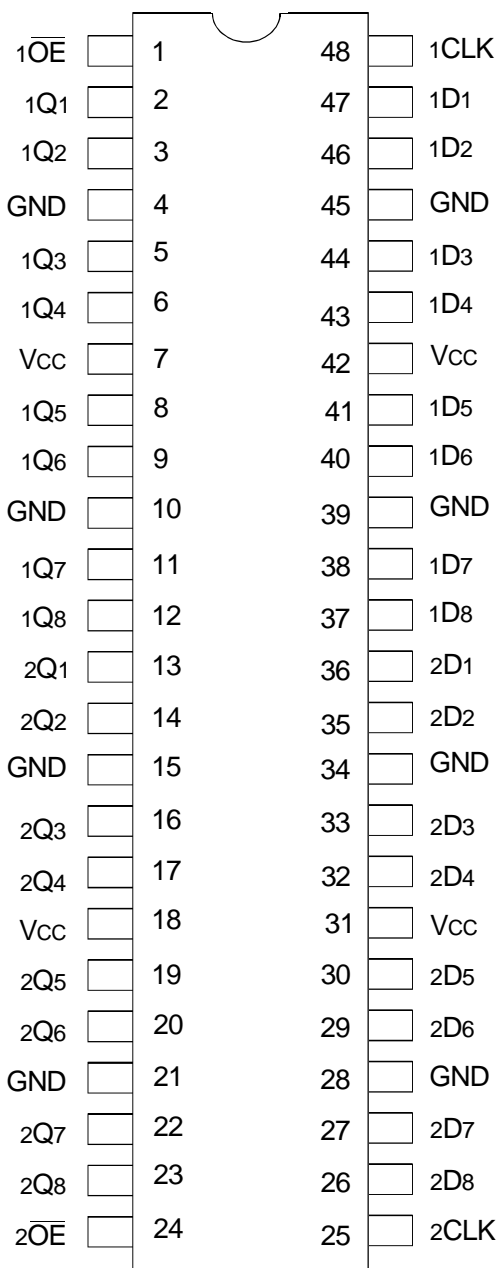 1O̅E̅ 1 48 1CLK
1Q1 2 47 1D1
1Q2 3 46 1D2
GND 4 45 GND
1Q3 5 44 1D3
1Q4 6 43 1D4
VCC 7 42 VCC
1Q5 8 41 1D5
1Q6 9 40 1D6
GND 10 39 GND
1Q7 11 38 1D7
1Q8 12 37 1D8
2Q1 13 36 2D1
2Q2 14 35 2D2
GND 15 34 GND
2Q3 16 33 2D3
2Q4 17 32 2D4
VCC 18 31 VCC
2Q5 19 30 2D5
2Q6 20 29 2D6
GND 21 28 GND
2Q7 22 27 2D7
2Q8 23 26 2D8
2O̅E̅ 24 25 2CLK